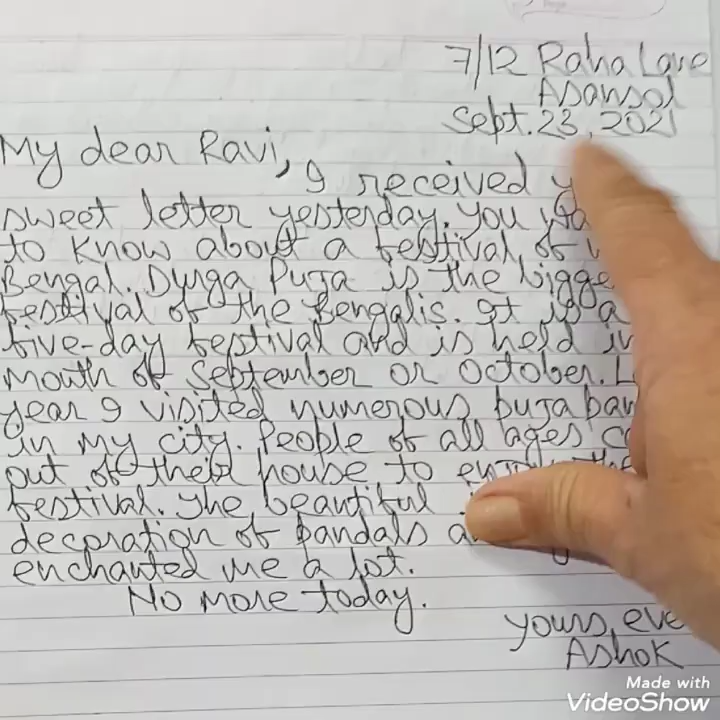 7/12 Raha Lane
Asansol
Sept. 23, 2021
My dear Ravi,
I received
sweet letter yesterday. You
to know about a festival of
Bengal. Durga Puja is the
festival of the Bengalis. It is a
five-day festival and is held in
month of September or October.
year I visited numerous puja
in my city. People of all ages
out of their house to
festival. The beautiful
decoration of pandals
enchanted me a lot.
No more today.
yours,
Ashok
Made with
VideoShow